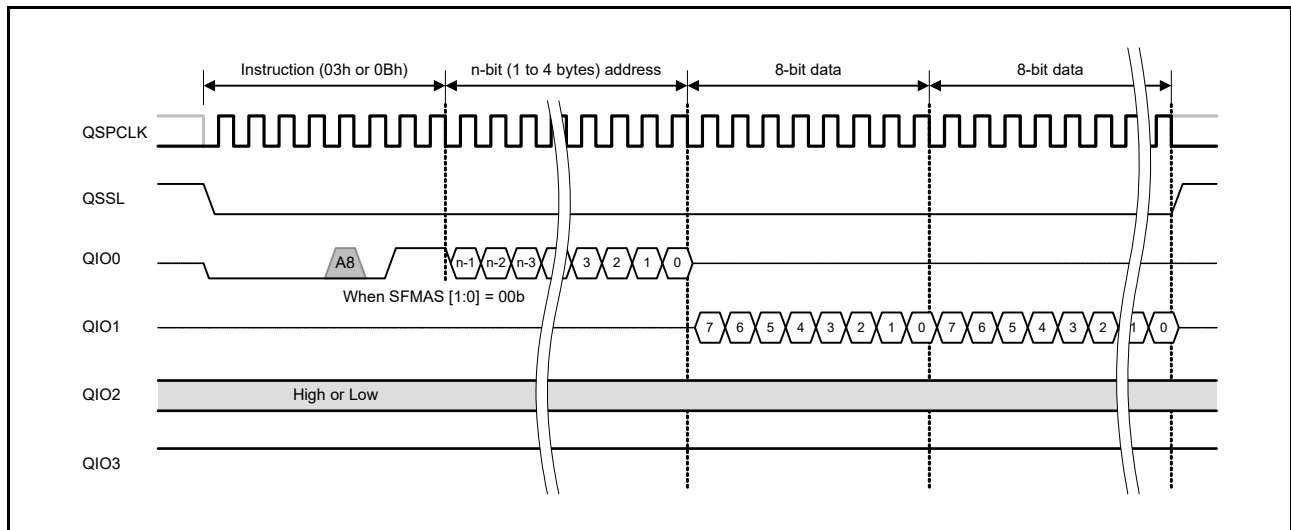 Instruction (03h or 0Bh) n-bit (1 to 4 bytes) address 8-bit data 8-bit data
QSPCLK
QSSL
QIO0 A8 n-1 n-2 n-3 3 2 1 0
When SFMAS [1:0] = 00b
QIO1 7 6 5 4 3 2 1 0 7 6 5 4 3 2 1 0
QIO2 High or Low
QIO3